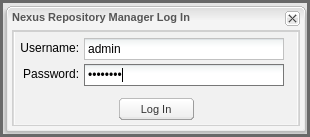 Nexus Repository Manager Log In
Username: admin
Password: ••••••••
Log In